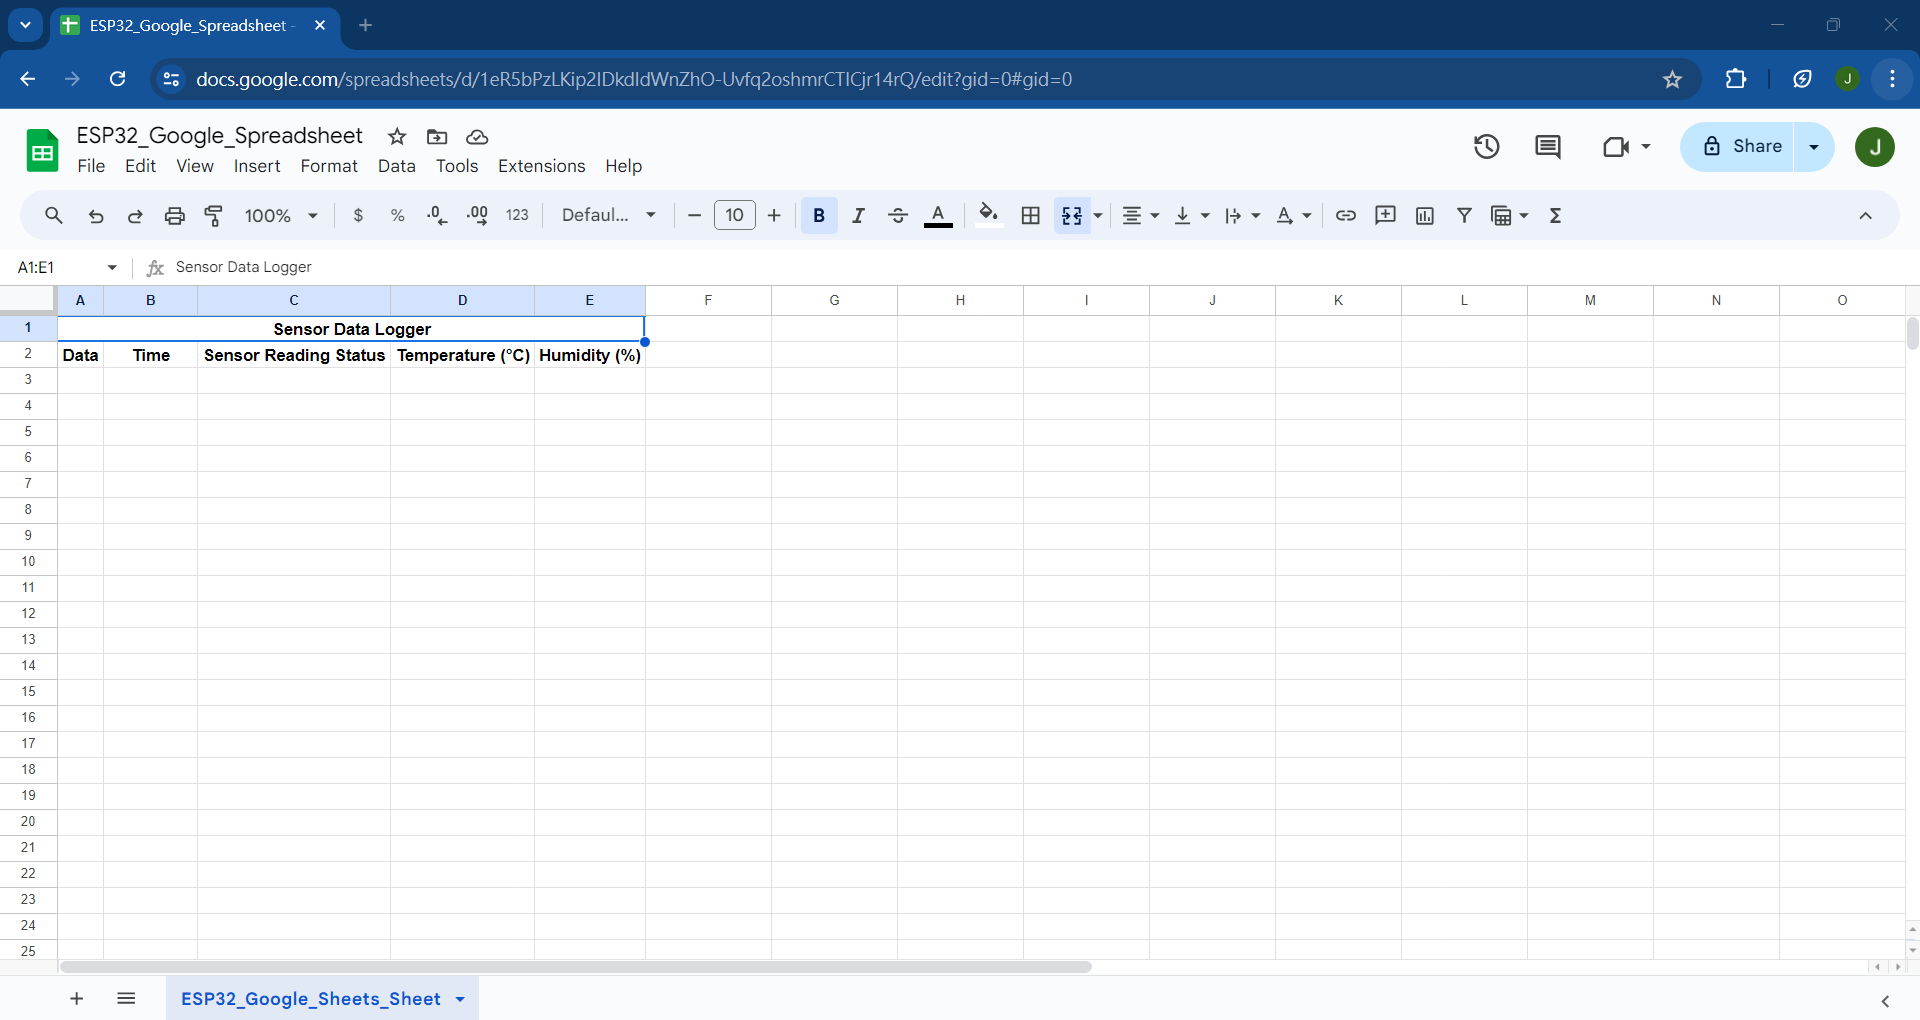 ESP32_Google_Spreadsheet -
docs.google.com/spreadsheets/d/1eR5bPzLKip2IDkdldWnZhO-Uvfq2oshmrCTICjr14rQ/edit?gid=0#gid=0
J
ESP32_Google_Spreadsheet
File Edit View Insert Format Data Tools Extensions Help
Share
J
100% $ % .0 .00 123 Defaul... 10 B I A
A1:E1 fx Sensor Data Logger
A B C D E F G H I J K L M N O
1 Sensor Data Logger
2 Data Time Sensor Reading Status Temperature (°C) Humidity (%)
3
4
5
6
7
8
9
10
11
12
13
14
15
16
17
18
19
20
21
22
23
24
25
ESP32_Google_Sheets_Sheet